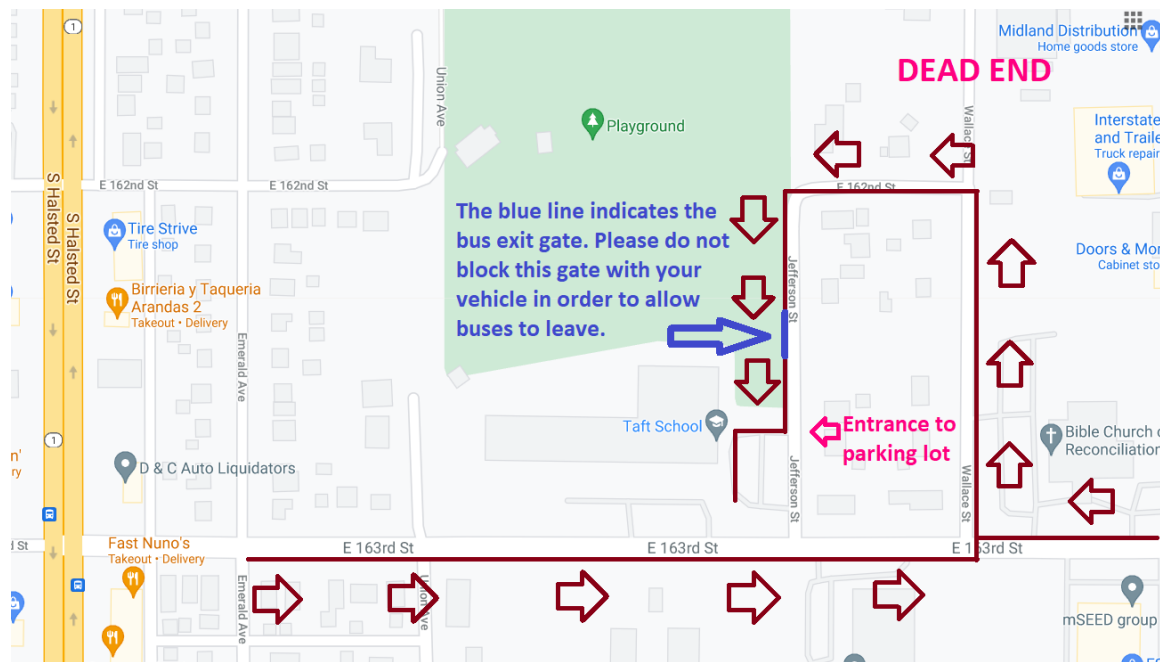 1
Midland Distribution
Home goods store
DEAD END
Union Ave
Playground
Wallace St
Interstate
and Traile
Truck repair
S Halsted St
S Halsted St
E 162nd St
E 162nd St
E 162nd St
The blue line indicates the
bus exit gate. Please do not
block this gate with your
vehicle in order to allow
buses to leave.
Tire Strive
Tire shop
Doors & Mor
Cabinet sto
Jefferson St
Birrieria y Taqueria
Arandas 2
Takeout • Delivery
Emerald Ave
Taft School
Entrance to
parking lot
Bible Church o
Reconciliation
1
n'
ry
D & C Auto Liquidators
Jefferson St
Wallace St
d St
Fast Nuno's
Takeout • Delivery
E 163rd St
E 163rd St
E 163rd St
Emerald Ave
Union Ave
mSEED group